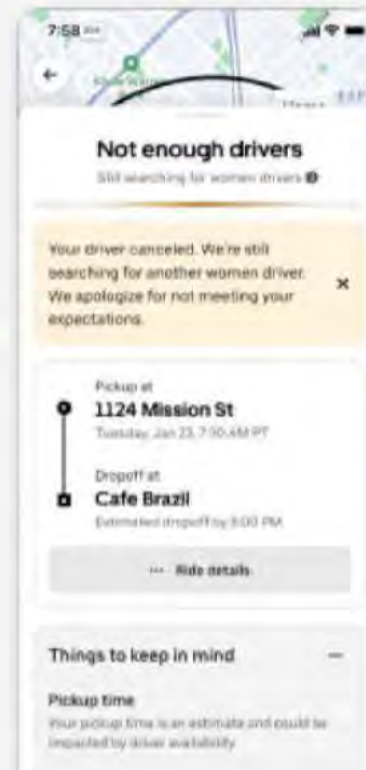 7:58
Not enough drivers
Still searching for women drivers
Your driver canceled. We're still
searching for another women driver.
We apologize for not meeting your
expectations.
Pickup at
1124 Mission St
Tuesday, Jan 23, 7:30 AM PT
Dropoff at
Cafe Brazil
Estimated dropoff by 8:00 PM
Ride details
Things to keep in mind
Pickup time
Your pickup time is an estimate and could be
impacted by driver availability